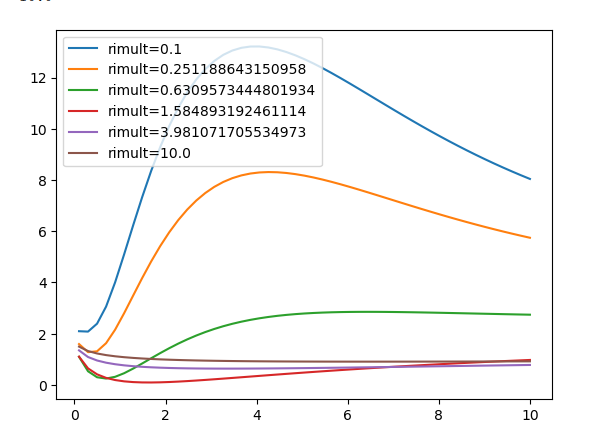 rimult=0.1
rimult=0.251188643150958
rimult=0.6309573444801934
rimult=1.584893192461114
rimult=3.981071705534973
rimult=10.0
12
10
8
6
4
2
0
0 2 4 6 8 10